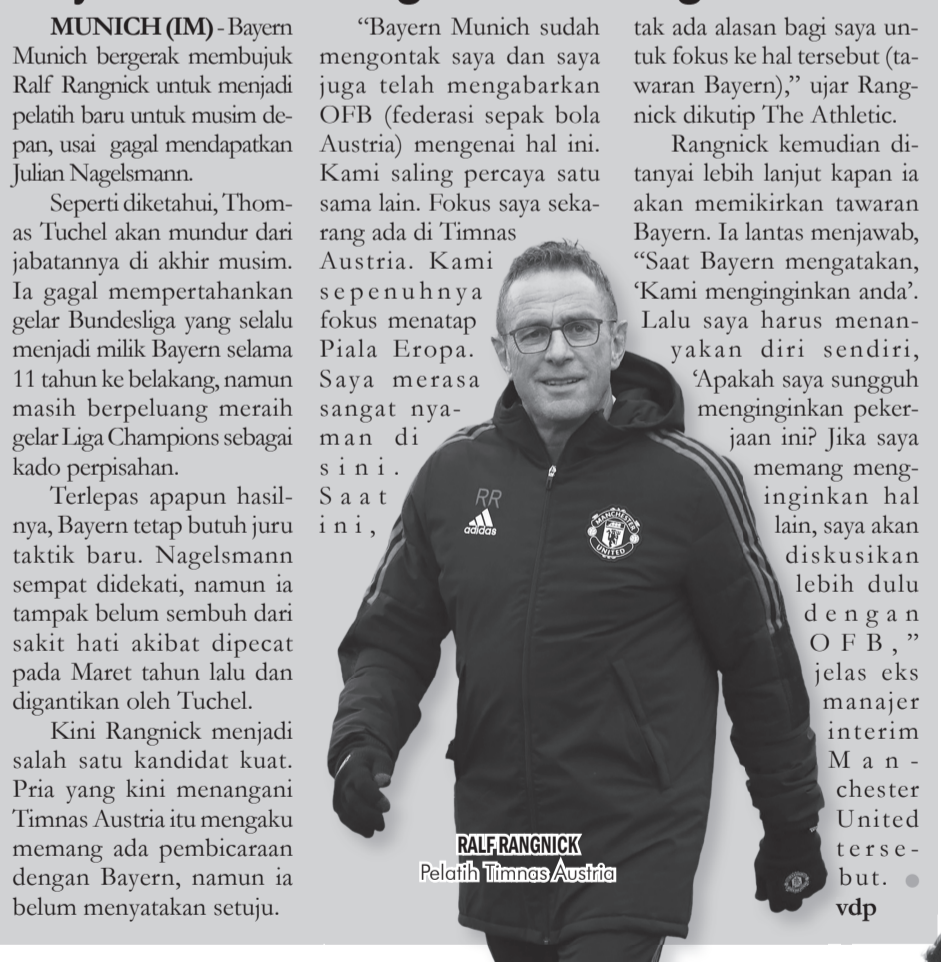 MUNICH (IM) - Bayern
Munich bergerak membujuk
Ralf Rangnick untuk menjadi
pelatih baru untuk musim de-
pan, usai gagal mendapatkan
Julian Nagelsmann.
Seperti diketahui, Thom-
as Tuchel akan mundur dari
jabatannya di akhir musim.
Ia gagal mempertahankan
gelar Bundesliga yang selalu
menjadi milik Bayern selama
11 tahun ke belakang, namun
masih berpeluang meraih
gelar Liga Champions sebagai
kado perpisahan.
Terlepas apapun hasil-
nya, Bayern tetap butuh juru
taktik baru. Nagelsmann
sempat didekati, namun ia
tampak belum sembuh dari
sakit hati akibat dipecat
pada Maret tahun lalu dan
digantikan oleh Tuchel.
Kini Rangnick menjadi
salah satu kandidat kuat.
Pria yang kini menangani
Timnas Austria itu mengaku
memang ada pembicaraan
dengan Bayern, namun ia
belum menyatakan setuju.
“Bayern Munich sudah
mengontak saya dan saya
juga telah mengabarkan
OFB (federasi sepak bola
Austria) mengenai hal ini.
Kami saling percaya satu
sama lain. Fokus saya seka-
rang ada di Timnas
Austria. Kami
sepenuhnya
fokus menatap
Piala Eropa.
Saya merasa
sangat nya-
man di
sini.
Saat
ini,
tak ada alasan bagi saya un-
tuk fokus ke hal tersebut (ta-
waran Bayern),” ujar Rang-
nick dikutip The Athletic.
Rangnick kemudian di-
tanyai lebih lanjut kapan ia
akan memikirkan tawaran
Bayern. Ia lantas menjawab,
“Saat Bayern mengatakan,
‘Kami menginginkan anda’.
Lalu saya harus menan-
yakan diri sendiri,
‘Apakah saya sungguh
menginginkan peker-
jaan ini? Jika saya
memang meng-
inginkan hal
lain, saya akan
diskusikan
lebih dulu
dengan
OFB,”
jelas eks
manajer
interim
Man-
chester
United
terse-
but.
vdp
RR
adidas
MANCHESTER
UNITED
RALF RANGNICK
Pelatih Timnas Austria